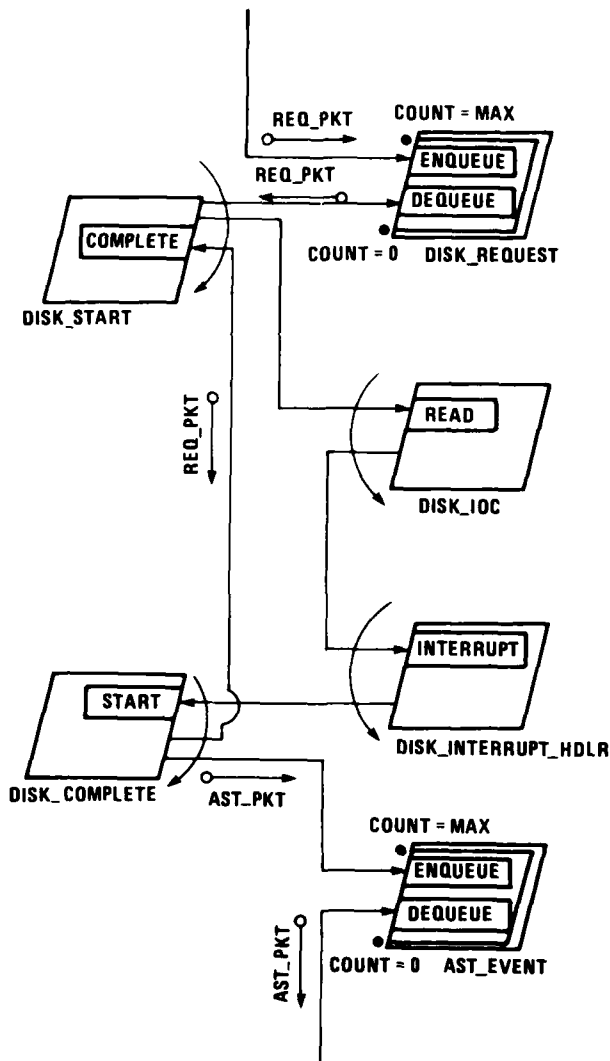 COUNT = MAX
REQ_PKT
ENQUEUE
REQ_PKT
DEQUEUE
COMPLETE
COUNT = 0 DISK_REQUEST
DISK_START
REQ_PKT
READ
DISK_IOC
INTERRUPT
START
DISK_INTERRUPT_HDLR
DISK_COMPLETE
AST_PKT
COUNT = MAX
ENQUEUE
DEQUEUE
AST_PKT
COUNT = 0 AST_EVENT